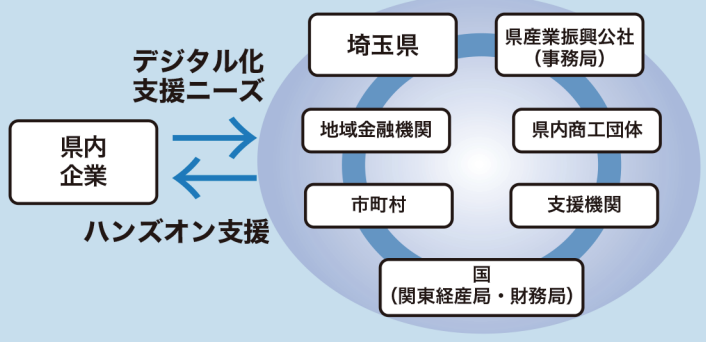 デジタル化
支援ニーズ
県内
企業
ハンズオン支援
埼玉県
県産業振興公社
（事務局）
地域金融機関
県内商工団体
市町村
支援機関
国
（関東経産局・財務局）